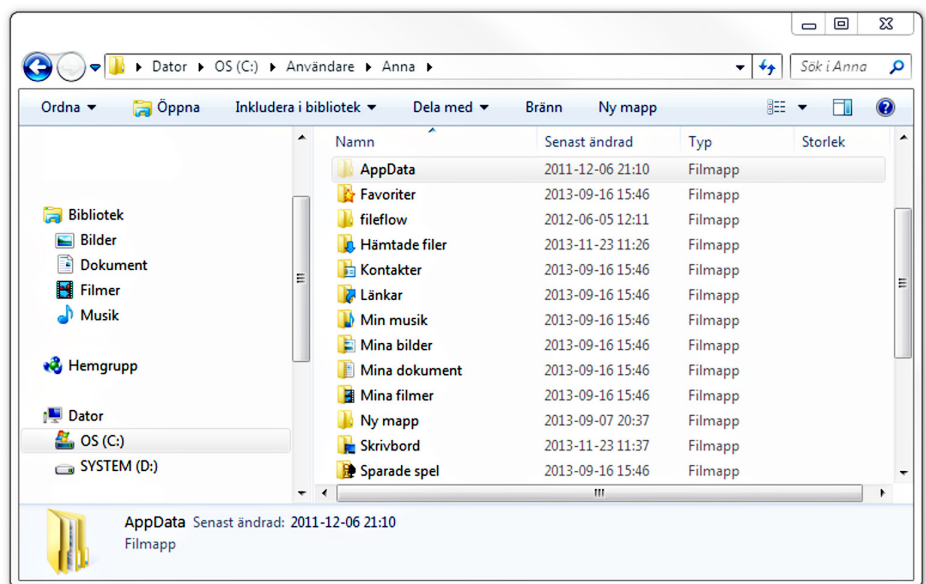 Dator ▸ OS (C:) ▸ Användare ▸ Anna ▸ Sök i Anna
Ordna Öppna Inkludera i bibliotek Dela med Bränn Ny mapp
Namn Senast ändrad Typ Storlek
AppData 2011-12-06 21:10 Filmapp
Favoriter 2013-09-16 15:46 Filmapp
fileflow 2012-06-05 12:11 Filmapp
Hämtade filer 2013-11-23 11:26 Filmapp
Kontakter 2013-09-16 15:46 Filmapp
Länkar 2013-09-16 15:46 Filmapp
Min musik 2013-09-16 15:46 Filmapp
Mina bilder 2013-09-16 15:46 Filmapp
Mina dokument 2013-09-16 15:46 Filmapp
Mina filmer 2013-09-16 15:46 Filmapp
Ny mapp 2013-09-07 20:37 Filmapp
Skrivbord 2013-11-23 11:37 Filmapp
Sparade spel 2013-09-16 15:46 Filmapp
Bibliotek
Bilder
Dokument
Filmer
Musik
Hemgrupp
Dator
OS (C:)
SYSTEM (D:)
AppData Senast ändrad: 2011-12-06 21:10
Filmapp